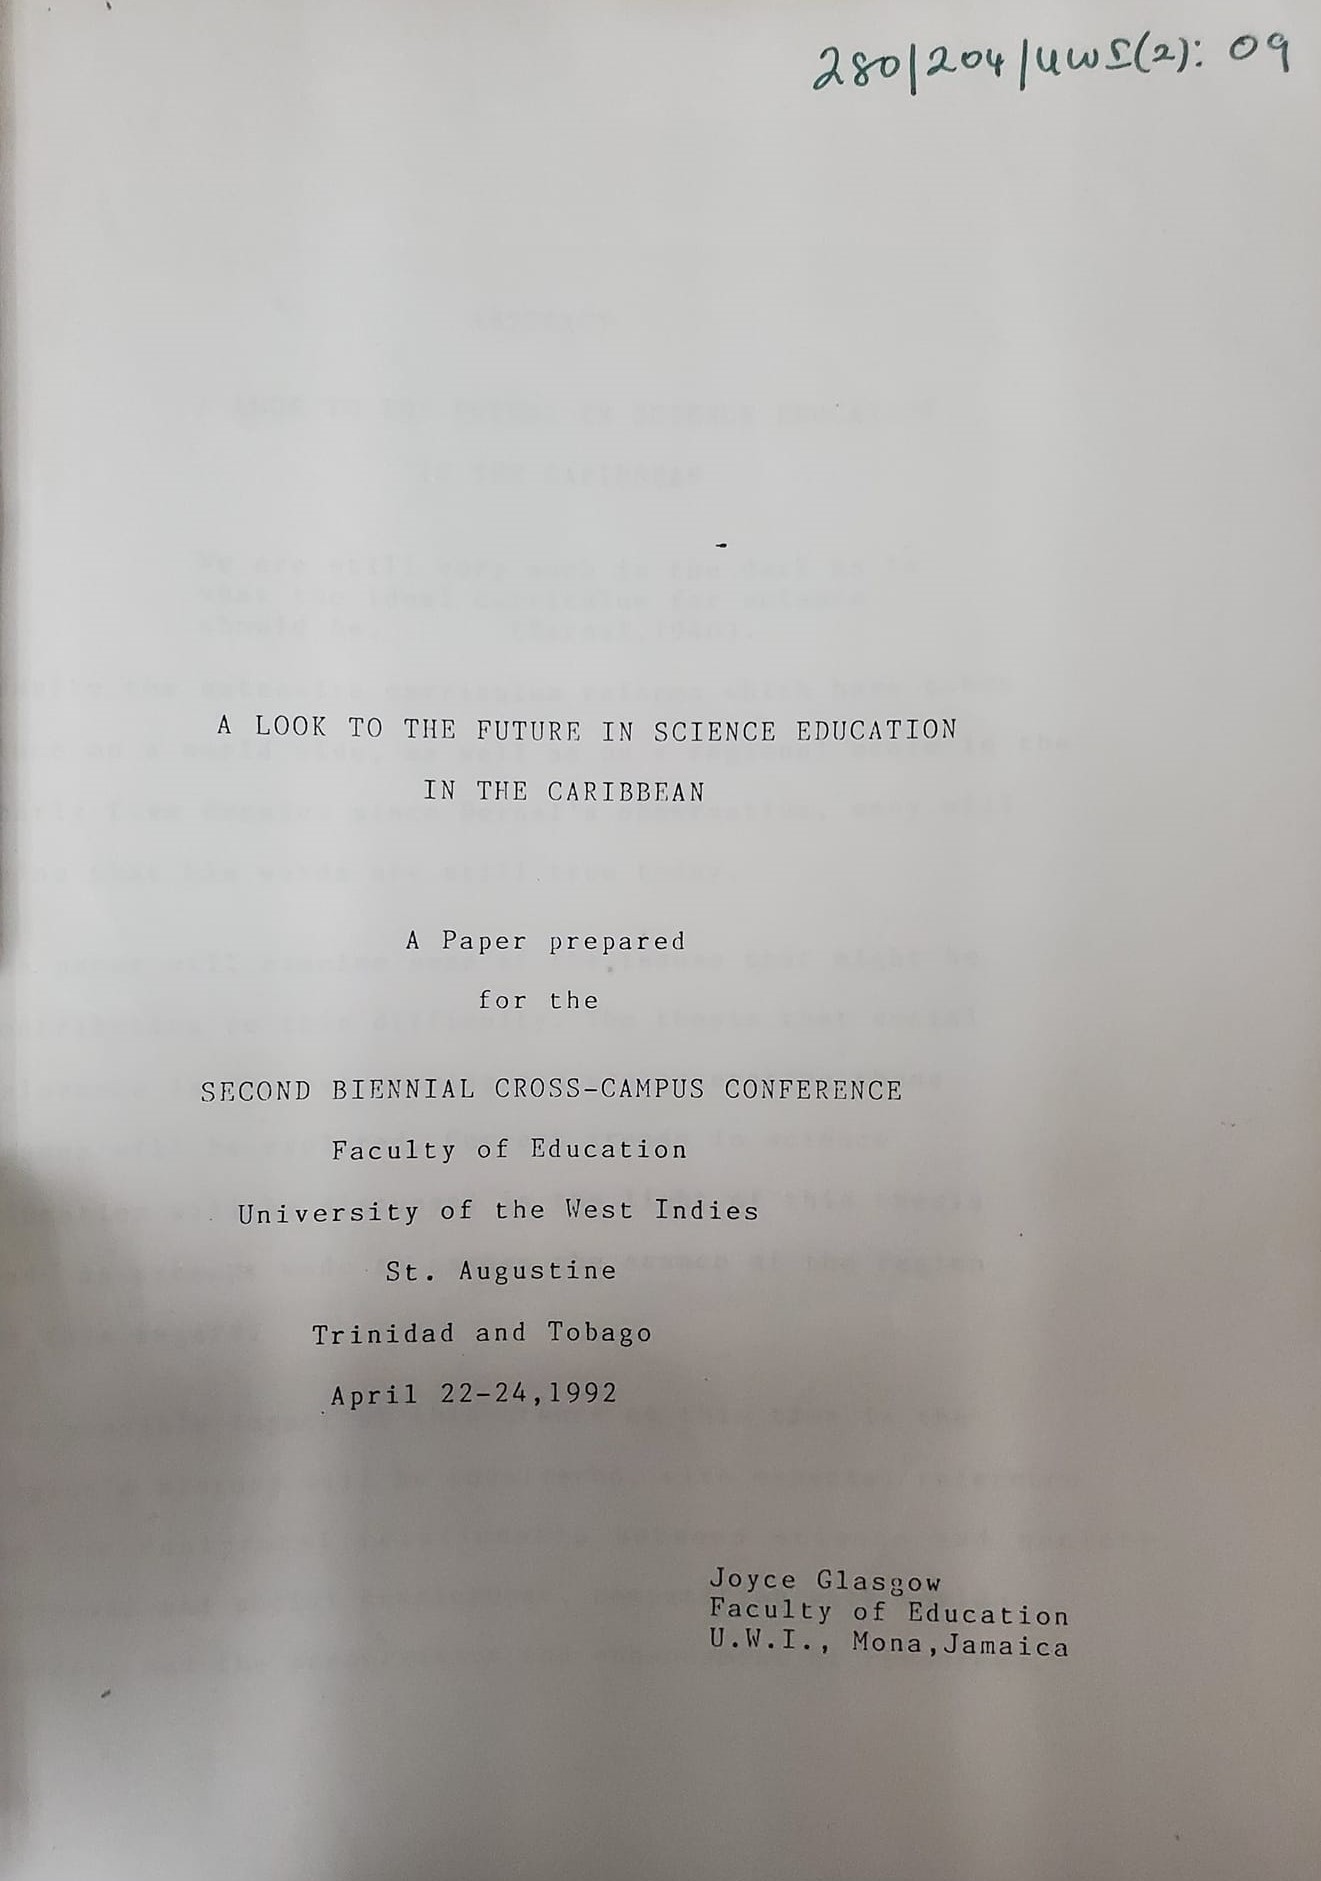 280/204/UWI(2): 09
A LOOK TO THE FUTURE IN SCIENCE EDUCATION
IN THE CARIBBEAN
A Paper prepared
for the
SECOND BIENNIAL CROSS-CAMPUS CONFERENCE
Faculty of Education
University of the West Indies
St. Augustine
Trinidad and Tobago
April 22-24,1992
Joyce Glasgow
Faculty of Education
U.W.I., Mona,Jamaica